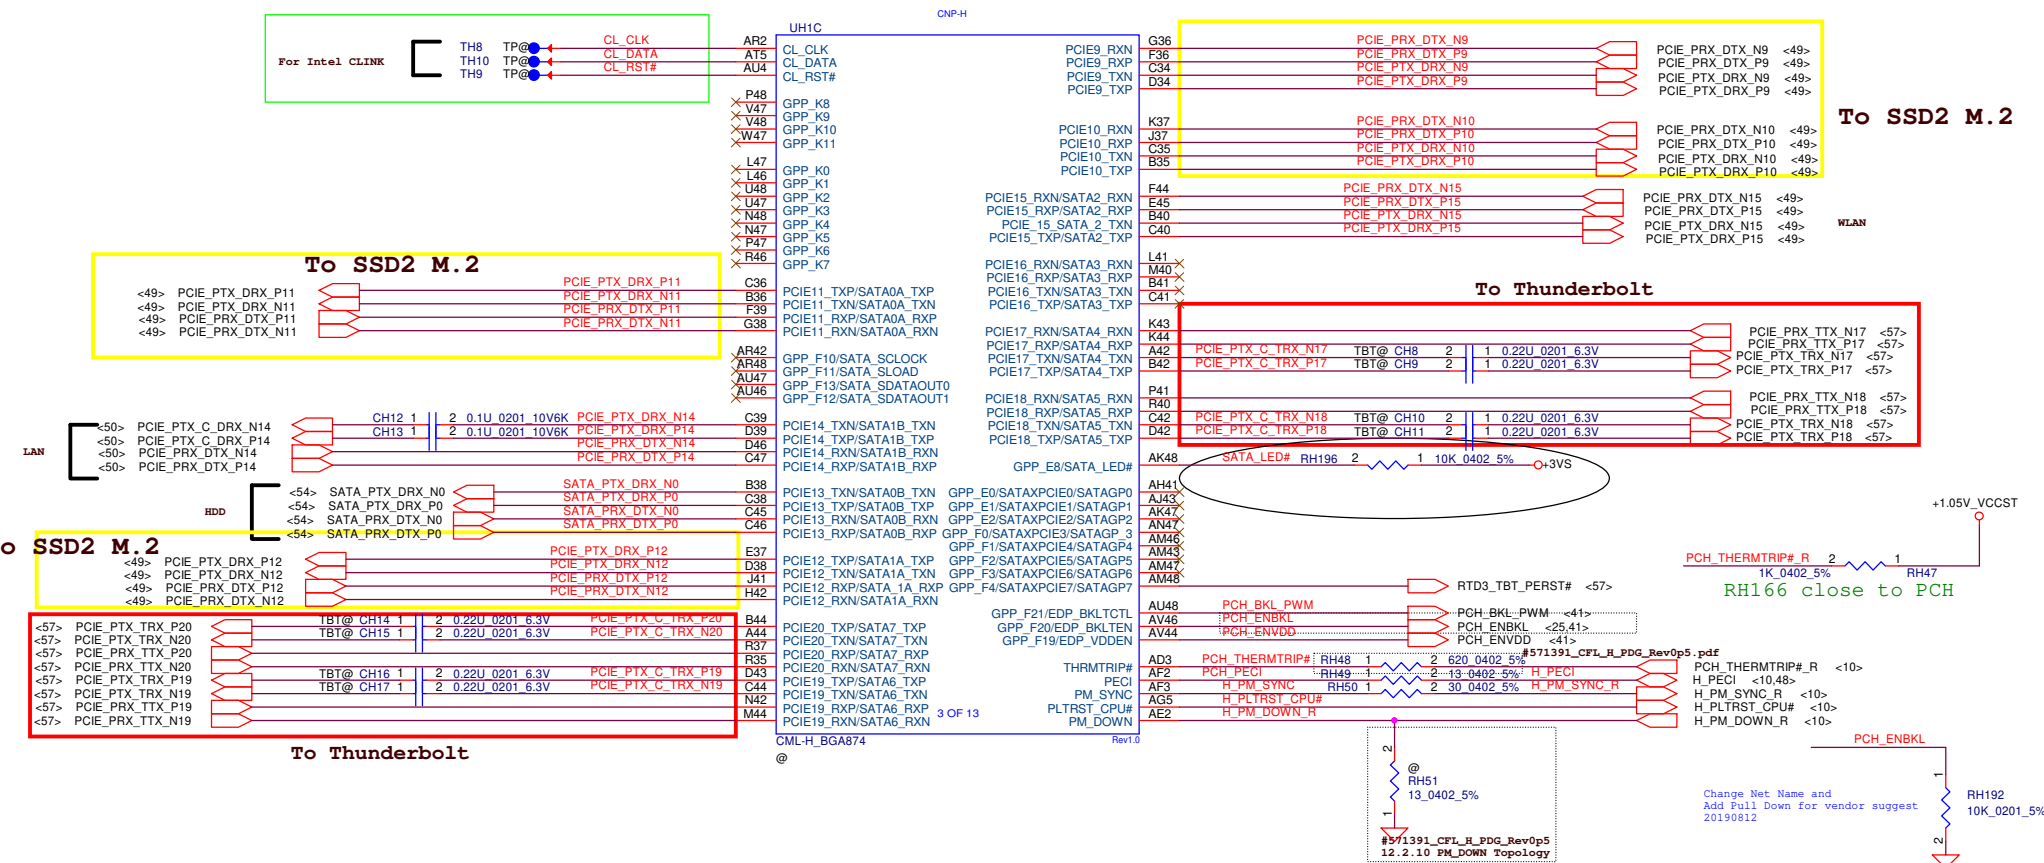 CNP-H
UH1C
For Intel CLINK
TH8 TP@ CL_CLK AR2 CL_CLK
TH10 TP@ CL_DATA AT5 CL_DATA
TH9 TP@ CL_RST# AU4 CL_RST#
P48 GPP_K8
V47 GPP_K9
V48 GPP_K10
W47 GPP_K11
L47 GPP_K0
L46 GPP_K1
U48 GPP_K2
U47 GPP_K3
N48 GPP_K4
N47 GPP_K5
P47 GPP_K6
R46 GPP_K7
To SSD2 M.2
<49> PCIE_PTX_DRX_P11 PCIE_PTX_DRX_P11 C36 PCIE11_TXP/SATA0A_TXP
<49> PCIE_PTX_DRX_N11 PCIE_PTX_DRX_N11 B36 PCIE11_TXN/SATA0A_TXN
<49> PCIE_PRX_DTX_P11 PCIE_PRX_DTX_P11 F39 PCIE11_RXP/SATA0A_RXP
<49> PCIE_PRX_DTX_N11 PCIE_PRX_DTX_N11 G38 PCIE11_RXN/SATA0A_RXN
AR42 GPP_F10/SATA_SCLOCK
AR48 GPP_F11/SATA_SLOAD
AU47 GPP_F13/SATA_SDATAOUT0
AU46 GPP_F12/SATA_SDATAOUT1
LAN
<50> PCIE_PTX_C_DRX_N14 CH12 1 2 0.1U_0201_10V6K PCIE_PTX_DRX_N14 C39 PCIE14_TXN/SATA1B_TXN
<50> PCIE_PTX_C_DRX_P14 CH13 1 2 0.1U_0201_10V6K PCIE_PTX_DRX_P14 D39 PCIE14_TXP/SATA1B_TXP
<50> PCIE_PRX_DTX_N14 PCIE_PRX_DTX_N14 D46 PCIE14_RXN/SATA1B_RXN
<50> PCIE_PRX_DTX_P14 PCIE_PRX_DTX_P14 C47 PCIE14_RXP/SATA1B_RXP
HDD
<54> SATA_PTX_DRX_N0 SATA_PTX_DRX_N0 B38 PCIE13_TXN/SATA0B_TXN
<54> SATA_PTX_DRX_P0 SATA_PTX_DRX_P0 C38 PCIE13_TXP/SATA0B_TXP
<54> SATA_PRX_DTX_N0 SATA_PRX_DTX_N0 C45 PCIE13_RXN/SATA0B_RXN
<54> SATA_PRX_DTX_P0 SATA_PRX_DTX_P0 C46 PCIE13_RXP/SATA0B_RXP
o SSD2 M.2
<49> PCIE_PTX_DRX_P12 PCIE_PTX_DRX_P12 E37 PCIE12_TXP/SATA1A_TXP
<49> PCIE_PTX_DRX_N12 PCIE_PTX_DRX_N12 D38 PCIE12_TXN/SATA1A_TXN
<49> PCIE_PRX_DTX_P12 PCIE_PRX_DTX_P12 J41 PCIE12_RXP/SATA_1A_RXP
<49> PCIE_PRX_DTX_N12 PCIE_PRX_DTX_N12 H42 PCIE12_RXN/SATA1A_RXN
<57> PCIE_PTX_TRX_P20 TBT@ CH14 1 2 0.22U_0201_6.3V PCIE_PTX_C_TRX_P20 B44 PCIE20_TXP/SATA7_TXP
<57> PCIE_PTX_TRX_N20 TBT@ CH15 1 2 0.22U_0201_6.3V PCIE_PTX_C_TRX_N20 A44 PCIE20_TXN/SATA7_TXN
<57> PCIE_PRX_TTX_P20 R37 PCIE20_RXP/SATA7_RXP
<57> PCIE_PRX_TTX_N20 R35 PCIE20_RXN/SATA7_RXN
<57> PCIE_PTX_TRX_P19 TBT@ CH16 1 2 0.22U_0201_6.3V PCIE_PTX_C_TRX_P19 D43 PCIE19_TXP/SATA6_TXP
<57> PCIE_PTX_TRX_N19 TBT@ CH17 1 2 0.22U_0201_6.3V PCIE_PTX_C_TRX_N19 C44 PCIE19_TXN/SATA6_TXN
<57> PCIE_PRX_TTX_P19 N42 PCIE19_RXP/SATA6_RXP
<57> PCIE_PRX_TTX_N19 M44 PCIE19_RXN/SATA6_RXN
To Thunderbolt
3 OF 13
CML-H_BGA874
Rev1.0
@
PCIE9_RXN G36 PCIE_PRX_DTX_N9 PCIE_PRX_DTX_N9 <49>
PCIE9_RXP F36 PCIE_PRX_DTX_P9 PCIE_PRX_DTX_P9 <49>
PCIE9_TXN C34 PCIE_PTX_DRX_N9 PCIE_PTX_DRX_N9 <49>
PCIE9_TXP D34 PCIE_PTX_DRX_P9 PCIE_PTX_DRX_P9 <49>
To SSD2 M.2
PCIE10_RXN K37 PCIE_PRX_DTX_N10 PCIE_PRX_DTX_N10 <49>
PCIE10_RXP J37 PCIE_PRX_DTX_P10 PCIE_PRX_DTX_P10 <49>
PCIE10_TXN C35 PCIE_PTX_DRX_N10 PCIE_PTX_DRX_N10 <49>
PCIE10_TXP B35 PCIE_PTX_DRX_P10 PCIE_PTX_DRX_P10 <49>
PCIE15_RXN/SATA2_RXN F44 PCIE_PRX_DTX_N15 PCIE_PRX_DTX_N15 <49>
PCIE15_RXP/SATA2_RXP E45 PCIE_PRX_DTX_P15 PCIE_PRX_DTX_P15 <49>
PCIE_15_SATA_2_TXN B40 PCIE_PTX_DRX_N15 PCIE_PTX_DRX_N15 <49>
PCIE15_TXP/SATA2_TXP C40 PCIE_PTX_DRX_P15 PCIE_PTX_DRX_P15 <49>
WLAN
PCIE16_RXN/SATA3_RXN L41
PCIE16_RXP/SATA3_RXP M40
PCIE16_TXN/SATA3_TXN B41
PCIE16_TXP/SATA3_TXP C41
To Thunderbolt
PCIE17_RXN/SATA4_RXN K43 PCIE_PRX_TTX_N17 <57>
PCIE17_RXP/SATA4_RXP K44 PCIE_PRX_TTX_P17 <57>
PCIE17_TXN/SATA4_TXN A42 PCIE_PTX_C_TRX_N17 TBT@ CH8 2 1 0.22U_0201_6.3V PCIE_PTX_TRX_N17 <57>
PCIE17_TXP/SATA4_TXP B42 PCIE_PTX_C_TRX_P17 TBT@ CH9 2 1 0.22U_0201_6.3V PCIE_PTX_TRX_P17 <57>
PCIE18_RXN/SATA5_RXN P41 PCIE_PRX_TTX_N18 <57>
PCIE18_RXP/SATA5_RXP R40 PCIE_PRX_TTX_P18 <57>
PCIE18_TXN/SATA5_TXN C42 PCIE_PTX_C_TRX_N18 TBT@ CH10 2 1 0.22U_0201_6.3V PCIE_PTX_TRX_N18 <57>
PCIE18_TXP/SATA5_TXP D42 PCIE_PTX_C_TRX_P18 TBT@ CH11 2 1 0.22U_0201_6.3V PCIE_PTX_TRX_P18 <57>
GPP_E8/SATA_LED# AK48 SATA_LED# RH196 2 1 10K_0402_5% +3VS
GPP_E0/SATAXPCIE0/SATAGP0 AH41
GPP_E1/SATAXPCIE1/SATAGP1 AJ43
GPP_E2/SATAXPCIE2/SATAGP2 AK47
GPP_F0/SATAXPCIE3/SATAGP_3 AN47
GPP_F1/SATAXPCIE4/SATAGP4 AM46
GPP_F2/SATAXPCIE5/SATAGP5 AM43
GPP_F3/SATAXPCIE6/SATAGP6 AM47
GPP_F4/SATAXPCIE7/SATAGP7 AM48 RTD3_TBT_PERST# <57>
GPP_F21/EDP_BKLTCTL AU48 PCH_BKL_PWM PCH_BKL_PWM <41>
GPP_F20/EDP_BKLTEN AV46 PCH_ENBKL PCH_ENBKL <25,41>
GPP_F19/EDP_VDDEN AV44 PCH_ENVDD PCH_ENVDD <41>
#571391_CFL_H_PDG_Rev0p5.pdf
THRMTRIP# AD3 PCH_THERMTRIP# RH48 1 2 620_0402_5% PCH_THERMTRIP#_R <10>
PECI AF2 PCH_PECI RH49 1 2 13_0402_5% H_PECI H_PECI <10,48>
PM_SYNC AF3 H_PM_SYNC RH50 1 2 30_0402_5% H_PM_SYNC_R H_PM_SYNC_R <10>
PLTRST_CPU# AG5 H_PLTRST_CPU# H_PLTRST_CPU# <10>
PM_DOWN AE2 H_PM_DOWN_R H_PM_DOWN_R <10>
2
@
RH51
13_0402_5%
1
#571391_CFL_H_PDG_Rev0p5
12.2.10 PM_DOWN Topology
+1.05V_VCCST
PCH_THERMTRIP#_R 2 1
1K_0402_5% RH47
RH166 close to PCH
PCH_ENBKL
1
RH192
10K_0201_5%
2
Change Net Name and
Add Pull Down for vendor suggest
20190812